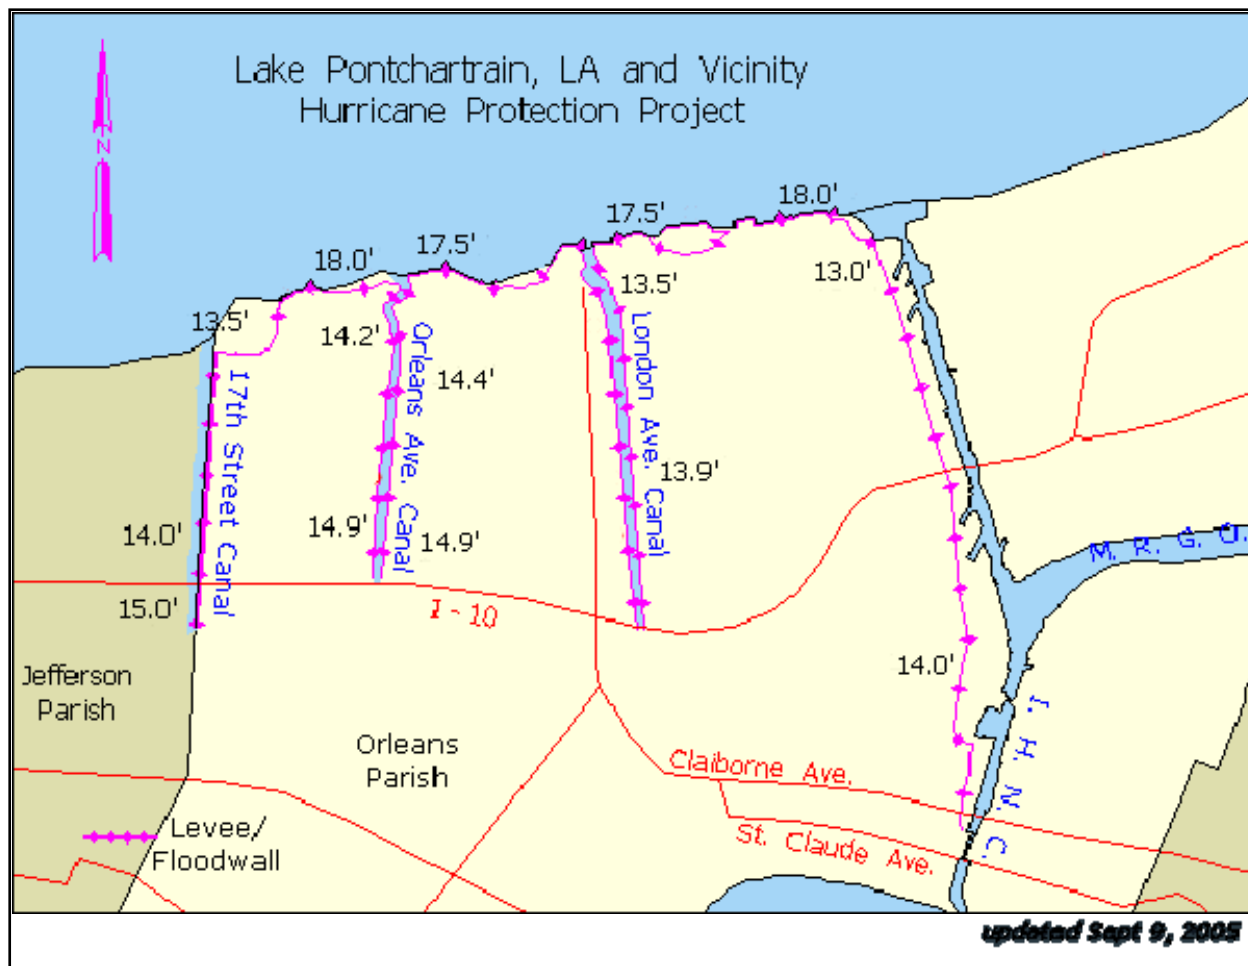 Lake Pontchartrain, LA and Vicinity
Hurricane Protection Project
N
18.0'
17.5'
17.5'
18.0'
13.0'
13.5'
13.5'
14.2'
14.4'
Orleans Ave. Canal
London Ave. Canal
17th Street Canal
13.9'
14.0'
14.9'
14.9'
M. R. G. O.
15.0'
I - 10
14.0'
Jefferson
Parish
I. H. N. C.
Orleans
Parish
Claiborne Ave.
St. Claude Ave.
Levee/
Floodwall
updated Sept 9, 2005